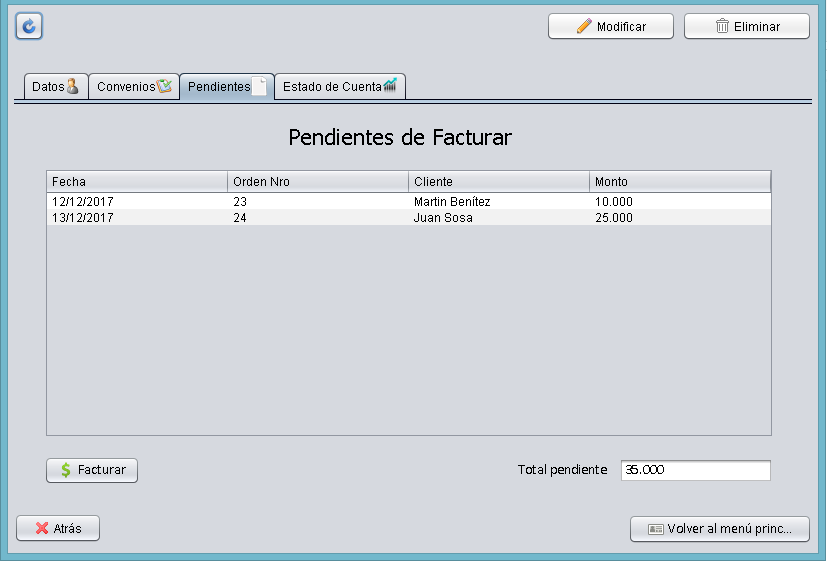 Modificar Eliminar
Datos Convenios Pendientes Estado de Cuenta
Pendientes de Facturar
Fecha Orden Nro Cliente Monto
12/12/2017 23 Martin Benítez 10.000
13/12/2017 24 Juan Sosa 25.000
$ Facturar Total pendiente 35.000
Atrás Volver al menú princ...